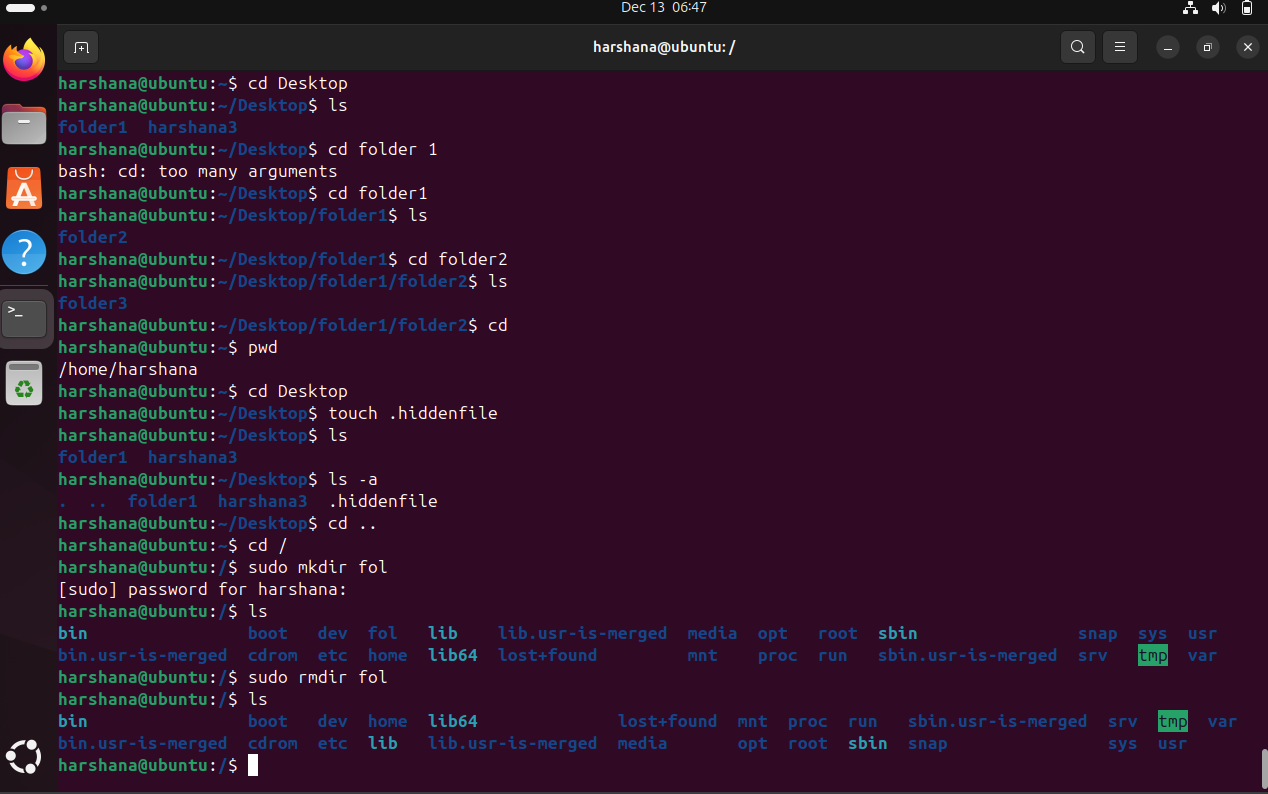 Dec 13 06:47
harshana@ubuntu: /
harshana@ubuntu:~$ cd Desktop
harshana@ubuntu:~/Desktop$ ls
folder1  harshana3
harshana@ubuntu:~/Desktop$ cd folder 1
bash: cd: too many arguments
harshana@ubuntu:~/Desktop$ cd folder1
harshana@ubuntu:~/Desktop/folder1$ ls
folder2
harshana@ubuntu:~/Desktop/folder1$ cd folder2
harshana@ubuntu:~/Desktop/folder1/folder2$ ls
folder3
harshana@ubuntu:~/Desktop/folder1/folder2$ cd
harshana@ubuntu:~$ pwd
/home/harshana
harshana@ubuntu:~$ cd Desktop
harshana@ubuntu:~/Desktop$ touch .hiddenfile
harshana@ubuntu:~/Desktop$ ls
folder1  harshana3
harshana@ubuntu:~/Desktop$ ls -a
.  ..  folder1  harshana3  .hiddenfile
harshana@ubuntu:~/Desktop$ cd ..
harshana@ubuntu:~$ cd /
harshana@ubuntu:/$ sudo mkdir fol
[sudo] password for harshana:
harshana@ubuntu:/$ ls
bin                boot   dev  fol   lib    lib.usr-is-merged  media  opt   root  sbin                snap  sys  usr
bin.usr-is-merged  cdrom  etc  home  lib64  lost+found         mnt    proc  run   sbin.usr-is-merged  srv   tmp  var
harshana@ubuntu:/$ sudo rmdir fol
harshana@ubuntu:/$ ls
bin                boot   dev  home  lib64              lost+found  mnt  proc  run   sbin.usr-is-merged  srv  tmp  var
bin.usr-is-merged  cdrom  etc  lib   lib.usr-is-merged  media       opt  root  sbin  snap                sys  usr
harshana@ubuntu:/$